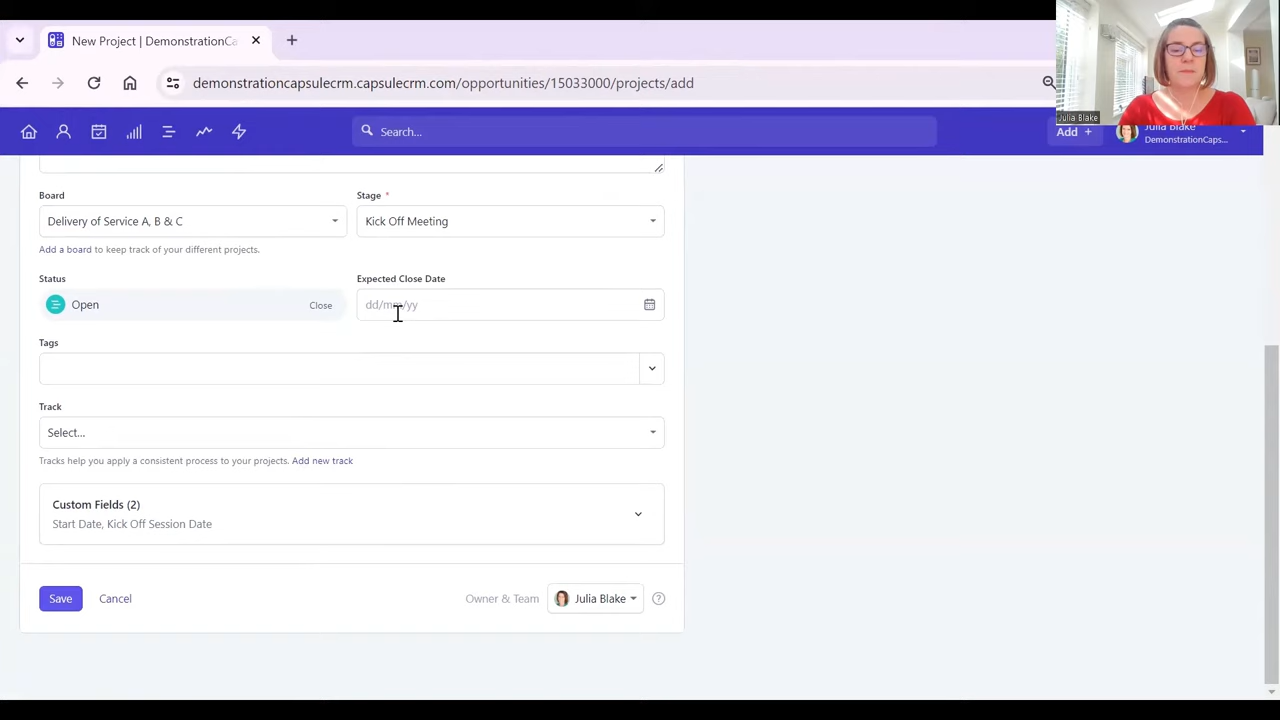 New Project | DemonstrationCa
demonstrationcapsulecrm.capsulecrm.com/opportunities/15033000/projects/add
Julia Blake
Search...
Add +
Julia Blake
DemonstrationCaps...
Board
Stage *
Delivery of Service A, B & C
Kick Off Meeting
Add a board to keep track of your different projects.
Status
Expected Close Date
Open
Close
dd/mm/yy
Tags
Track
Select...
Tracks help you apply a consistent process to your projects. Add new track
Custom Fields (2)
Start Date, Kick Off Session Date
Save
Cancel
Owner & Team
Julia Blake
?